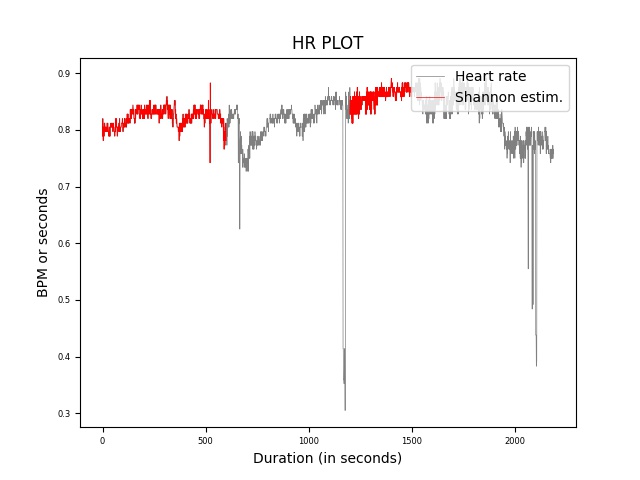 HR PLOT
Heart rate
Shannon estim.
BPM or seconds
0.9
0.8
0.7
0.6
0.5
0.4
0.3
0
500
1000
1500
2000
Duration (in seconds)